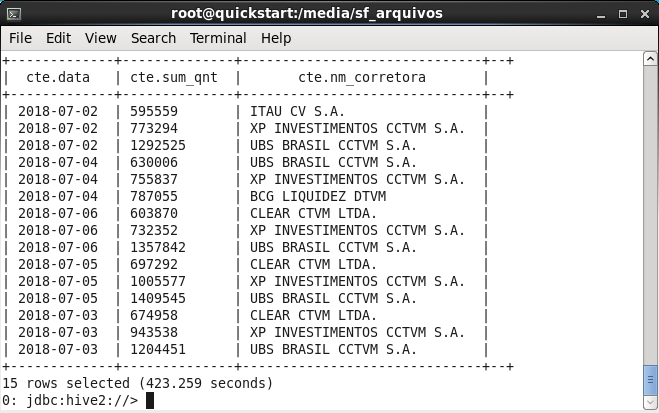 root@quickstart:/media/sf_arquivos
File Edit View Search Terminal Help
+-------------+---------------+------------------------------+--+
|  cte.data   | cte.sum_qnt  |       cte.nm_corretora       |
+-------------+---------------+------------------------------+--+
| 2018-07-02  | 595559       | ITAU CV S.A.                 |
| 2018-07-02  | 773294       | XP INVESTIMENTOS CCTVM S.A.  |
| 2018-07-02  | 1292525      | UBS BRASIL CCTVM S.A.        |
| 2018-07-04  | 630006       | UBS BRASIL CCTVM S.A.        |
| 2018-07-04  | 755837       | XP INVESTIMENTOS CCTVM S.A.  |
| 2018-07-04  | 787055       | BCG LIQUIDEZ DTVM            |
| 2018-07-06  | 603870       | CLEAR CTVM LTDA.             |
| 2018-07-06  | 732352       | XP INVESTIMENTOS CCTVM S.A.  |
| 2018-07-06  | 1357842      | UBS BRASIL CCTVM S.A.        |
| 2018-07-05  | 697292       | CLEAR CTVM LTDA.             |
| 2018-07-05  | 1005577      | XP INVESTIMENTOS CCTVM S.A.  |
| 2018-07-05  | 1409545      | UBS BRASIL CCTVM S.A.        |
| 2018-07-03  | 674958       | CLEAR CTVM LTDA.             |
| 2018-07-03  | 943538       | XP INVESTIMENTOS CCTVM S.A.  |
| 2018-07-03  | 1204451      | UBS BRASIL CCTVM S.A.        |
+-------------+---------------+------------------------------+--+
15 rows selected (423.259 seconds)
0: jdbc:hive2://>